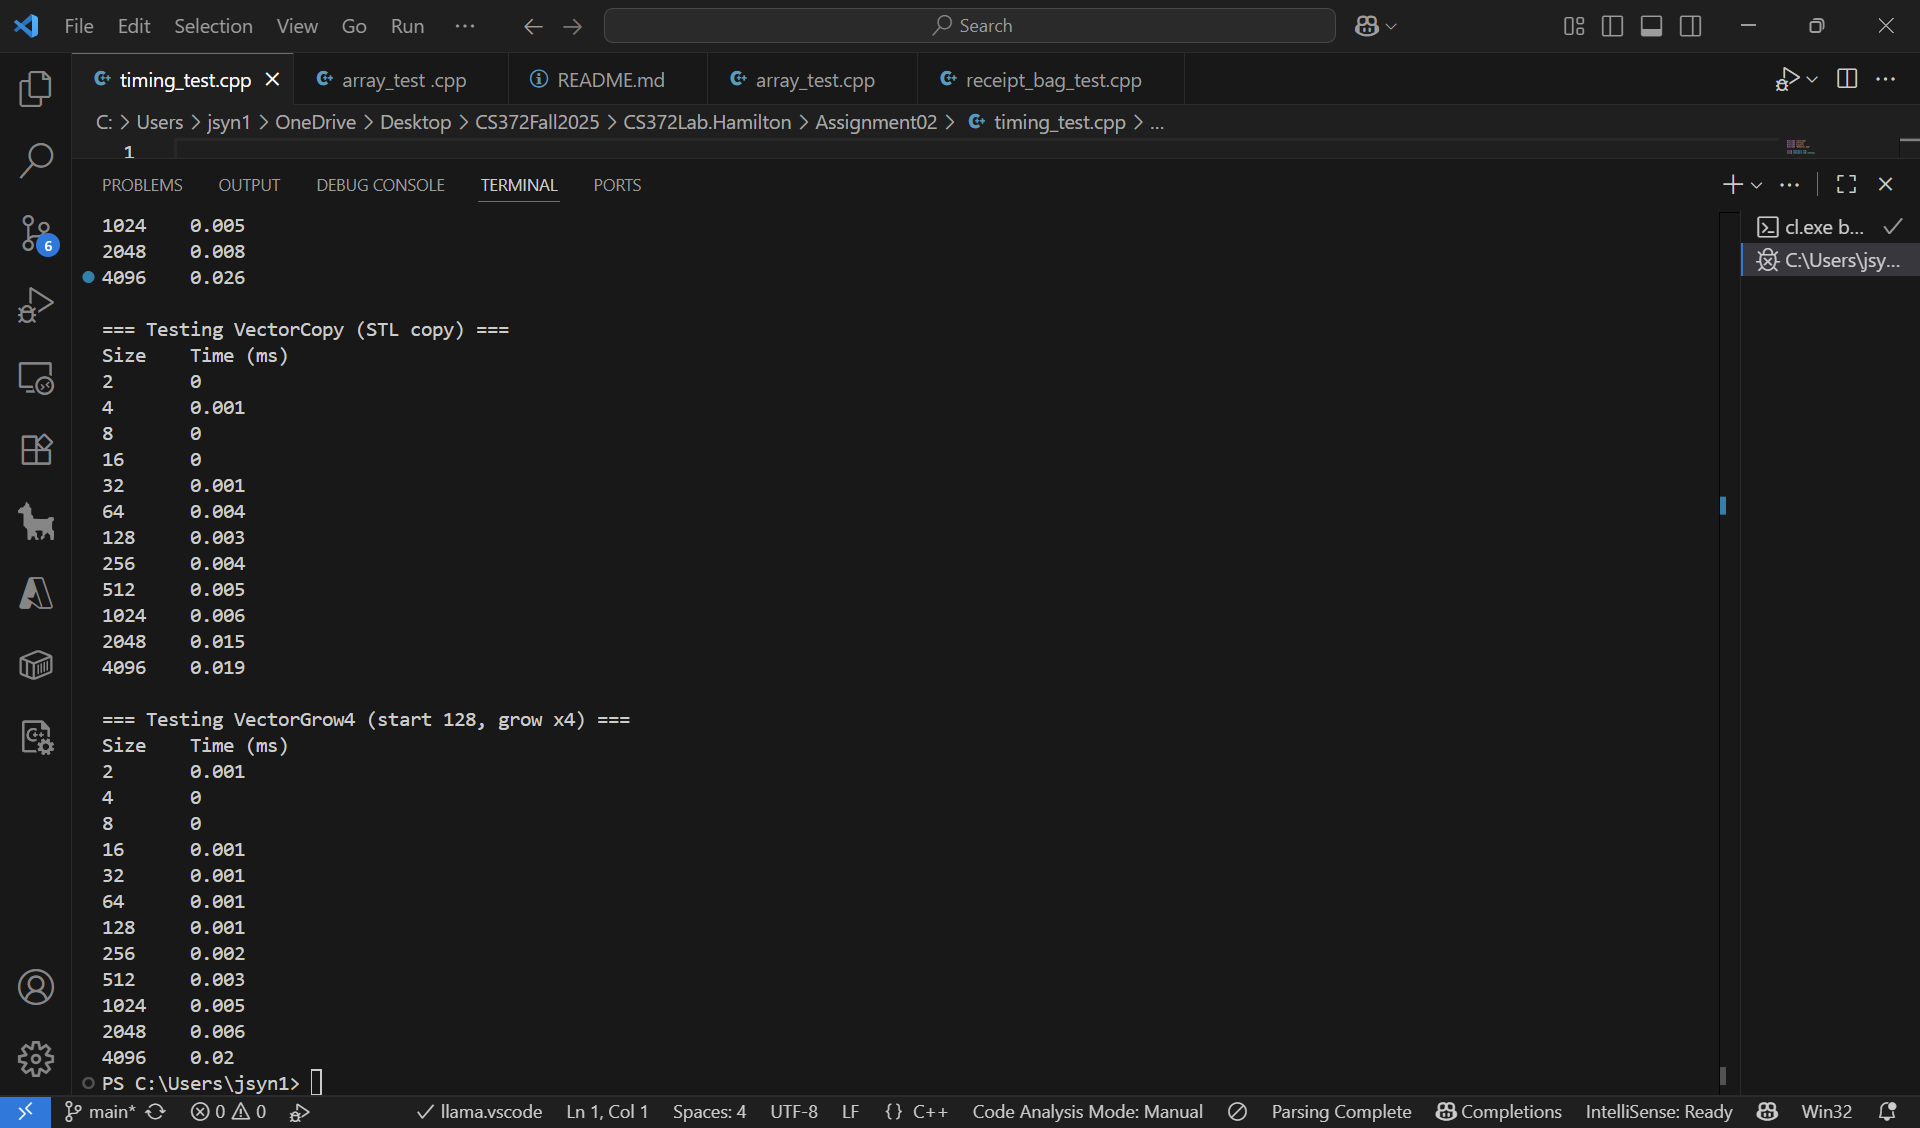 File Edit Selection View Go Run ... Search
timing_test.cpp array_test .cpp README.md array_test.cpp receipt_bag_test.cpp
C: > Users > jsyn1 > OneDrive > Desktop > CS372Fall2025 > CS372Lab.Hamilton > Assignment02 > timing_test.cpp > ...
1
PROBLEMS OUTPUT DEBUG CONSOLE TERMINAL PORTS
1024 0.005
2048 0.008
4096 0.026
=== Testing VectorCopy (STL copy) ===
Size Time (ms)
2 0
4 0.001
8 0
16 0
32 0.001
64 0.004
128 0.003
256 0.004
512 0.005
1024 0.006
2048 0.015
4096 0.019
=== Testing VectorGrow4 (start 128, grow x4) ===
Size Time (ms)
2 0.001
4 0
8 0
16 0.001
32 0.001
64 0.001
128 0.001
256 0.002
512 0.003
1024 0.005
2048 0.006
4096 0.02
PS C:\Users\jsyn1>
cl.exe b...
C:\Users\jsy...
6
main* 0 0 llama.vscode Ln 1, Col 1 Spaces: 4 UTF-8 LF {} C++ Code Analysis Mode: Manual Parsing Complete Completions IntelliSense: Ready Win32